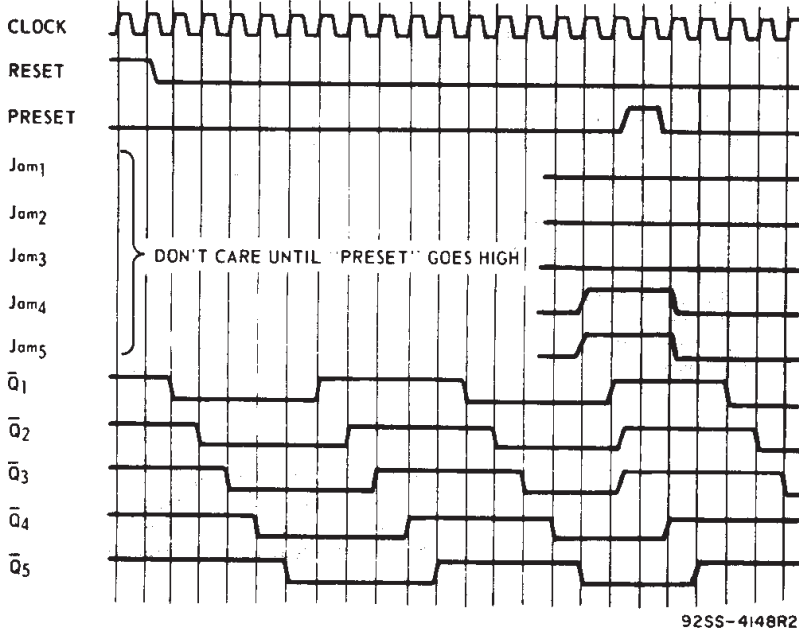 CLOCK
RESET
PRESET
Jam1
Jam2
Jam3
DON'T CARE UNTIL "PRESET" GOES HIGH
Jam4
Jam5
Q̅1
Q̅2
Q̅3
Q̅4
Q̅5
92SS-4148R2